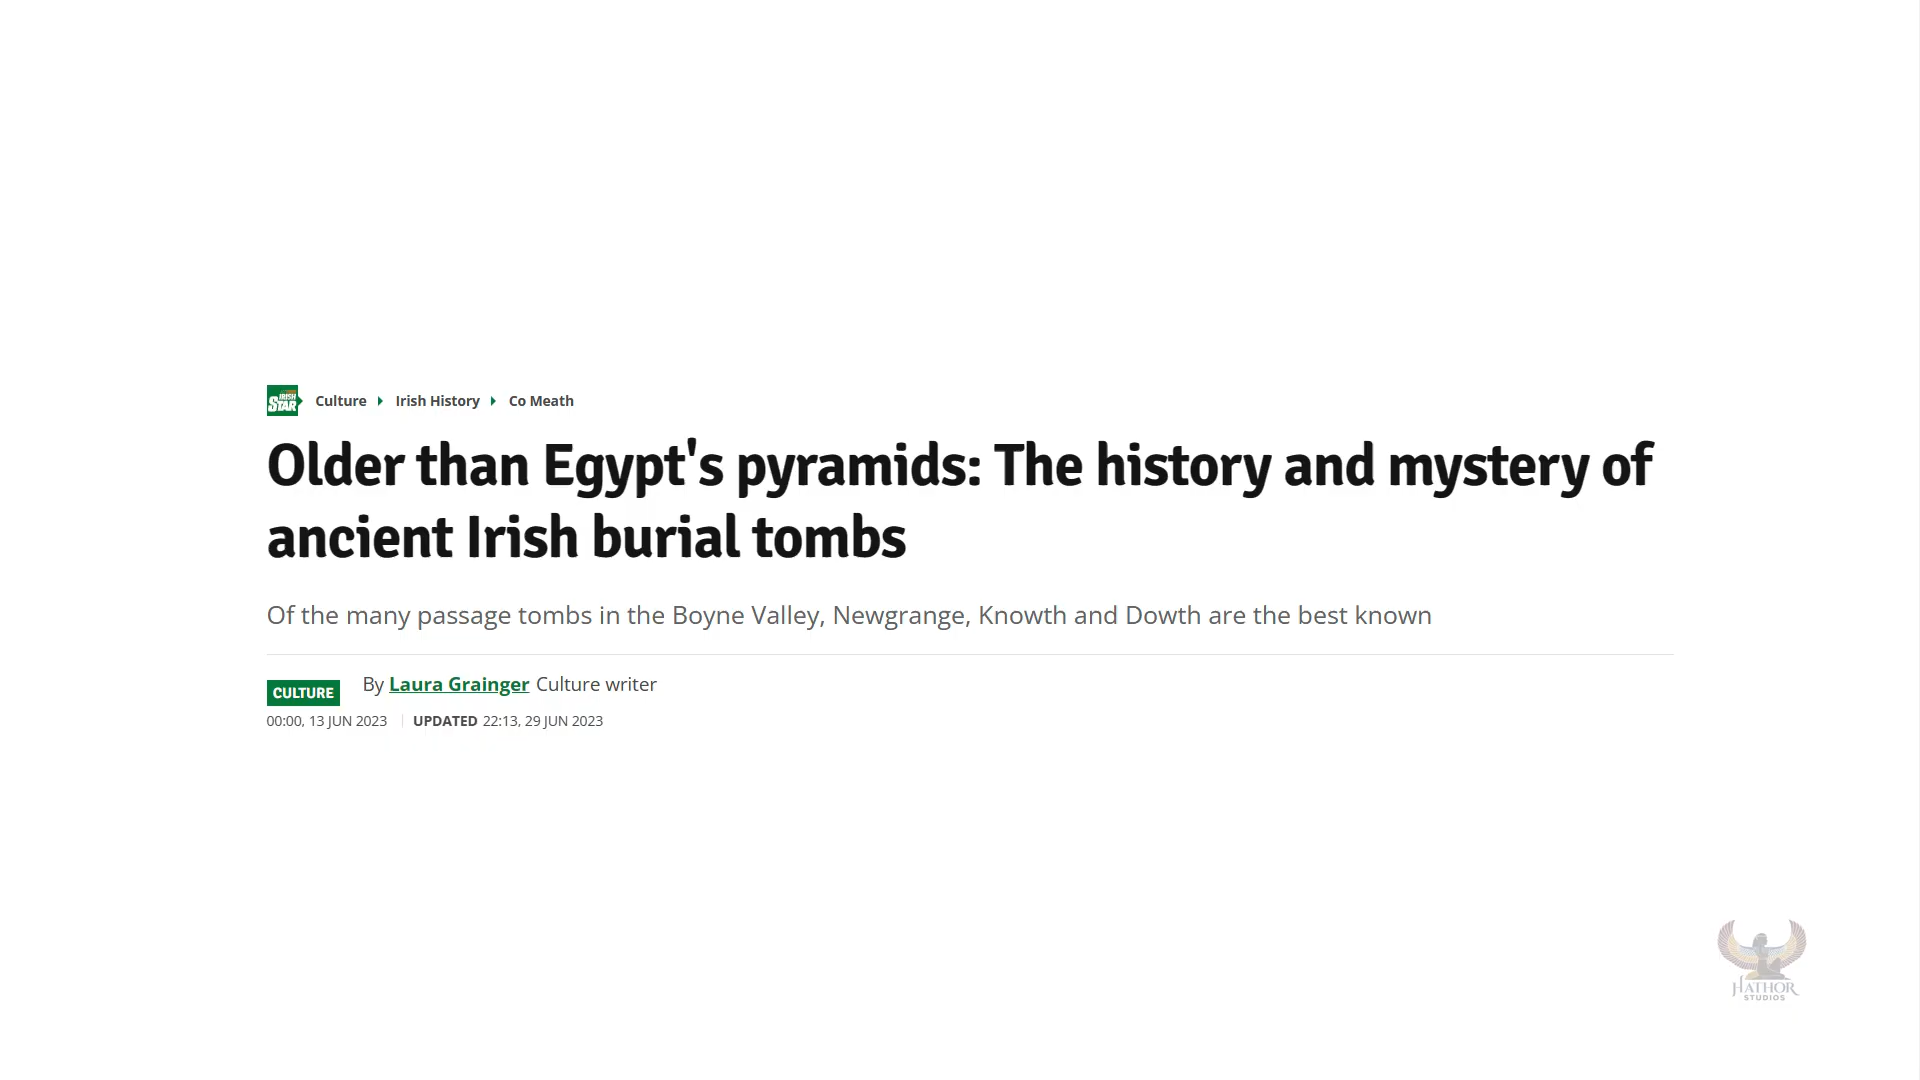 IRISH
STAR
Culture Irish History Co Meath
Older than Egypt's pyramids: The history and mystery of
ancient Irish burial tombs
Of the many passage tombs in the Boyne Valley, Newgrange, Knowth and Dowth are the best known
CULTURE By Laura Grainger Culture writer
00:00, 13 JUN 2023 UPDATED 22:13, 29 JUN 2023
HATHOR
STUDIOS